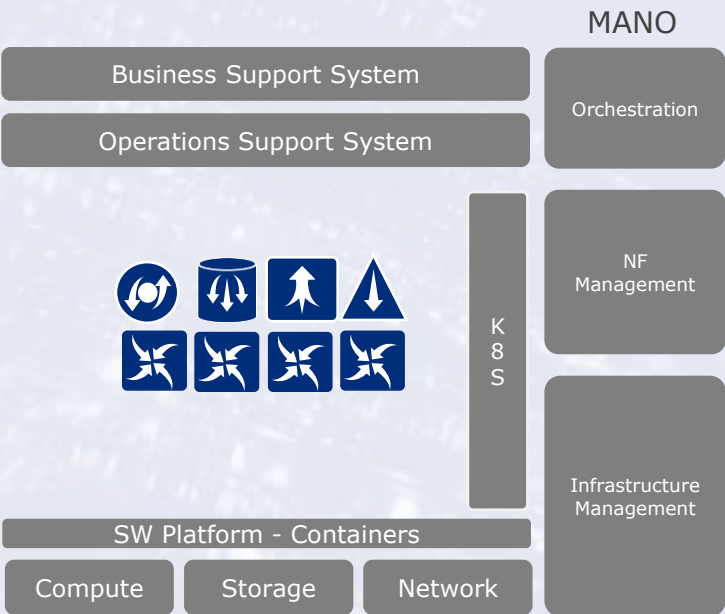 MANO
Business Support System
Orchestration
Operations Support System
NF
Management
K
8
S
Infrastructure
Management
SW Platform - Containers
Compute
Storage
Network